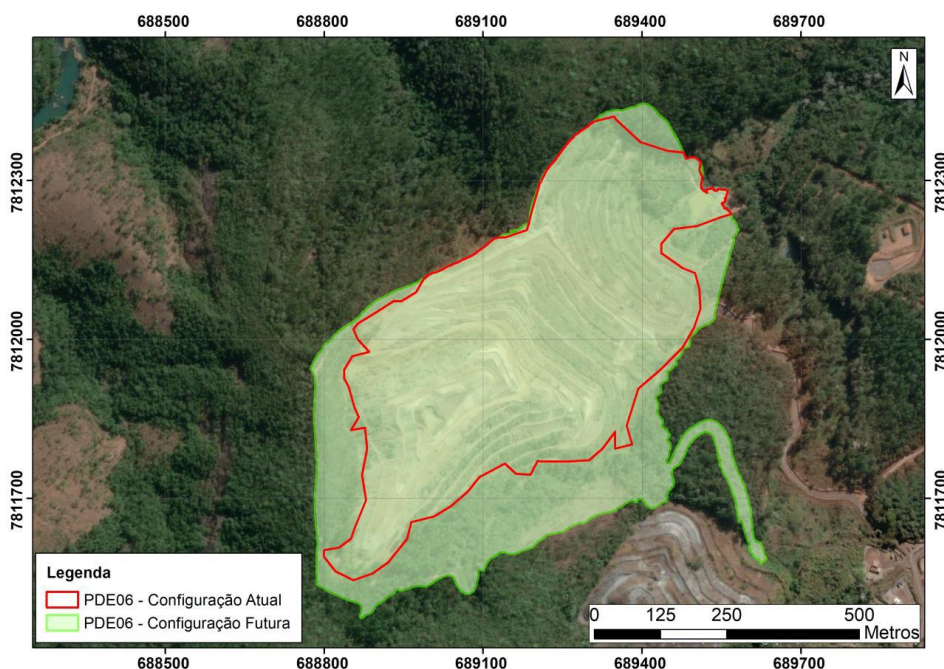 688500 688800 689100 689400 689700
N
7812300 7812300
7812000 7812000
7811700 7811700
Legenda
PDE06 - Configuração Atual
PDE06 - Configuração Futura
0 125 250 500
Metros
688500 688800 689100 689400 689700